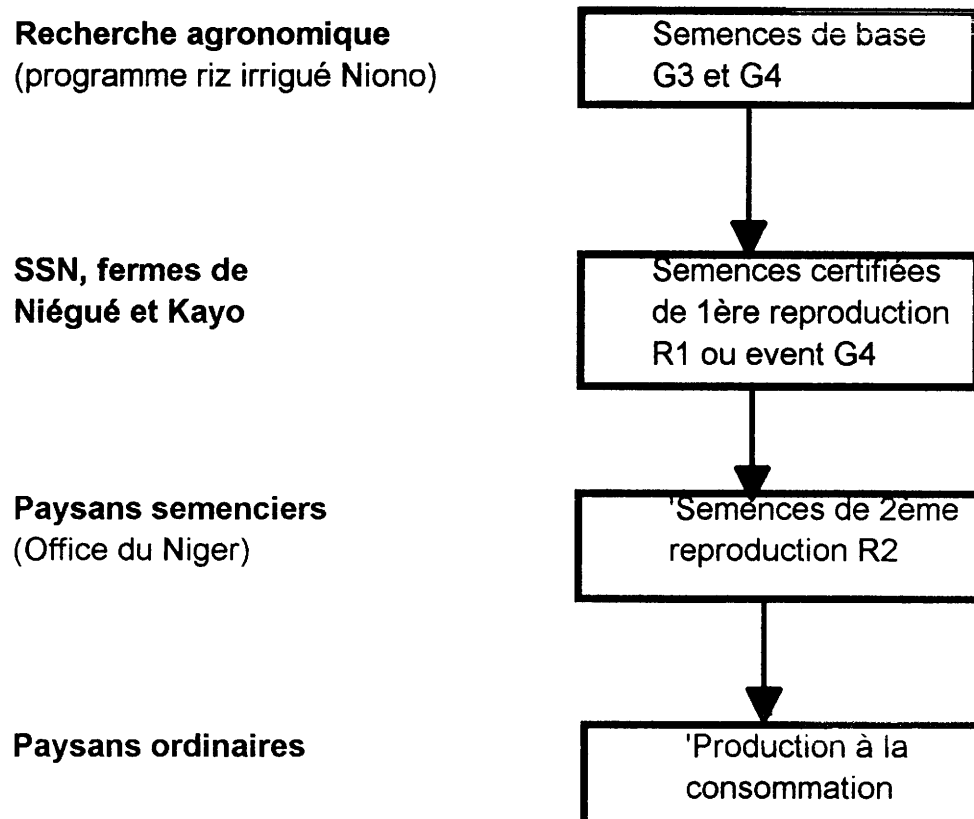 Recherche agronomique
(programme riz irrigué Niono)
Semences de base
G3 et G4
SSN, fermes de
Niégué et Kayo
Semences certifiées
de 1ère reproduction
R1 ou event G4
Paysans semenciers
(Office du Niger)
'Semences de 2ème
reproduction R2
Paysans ordinaires
'Production à la
consommation